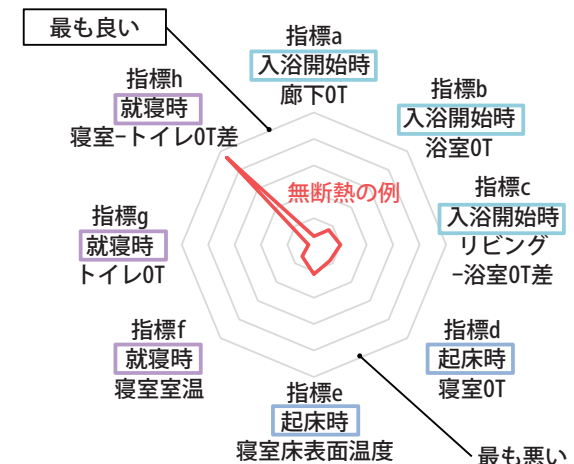 最も良い
指標a
入浴開始時
廊下OT
指標b
入浴開始時
浴室OT
指標c
入浴開始時
リビング
-浴室OT差
指標d
起床時
寝室OT
最も悪い
指標e
起床時
寝室床表面温度
指標f
就寝時
寝室室温
指標g
就寝時
トイレOT
指標h
就寝時
寝室-トイレOT差
無断熱の例